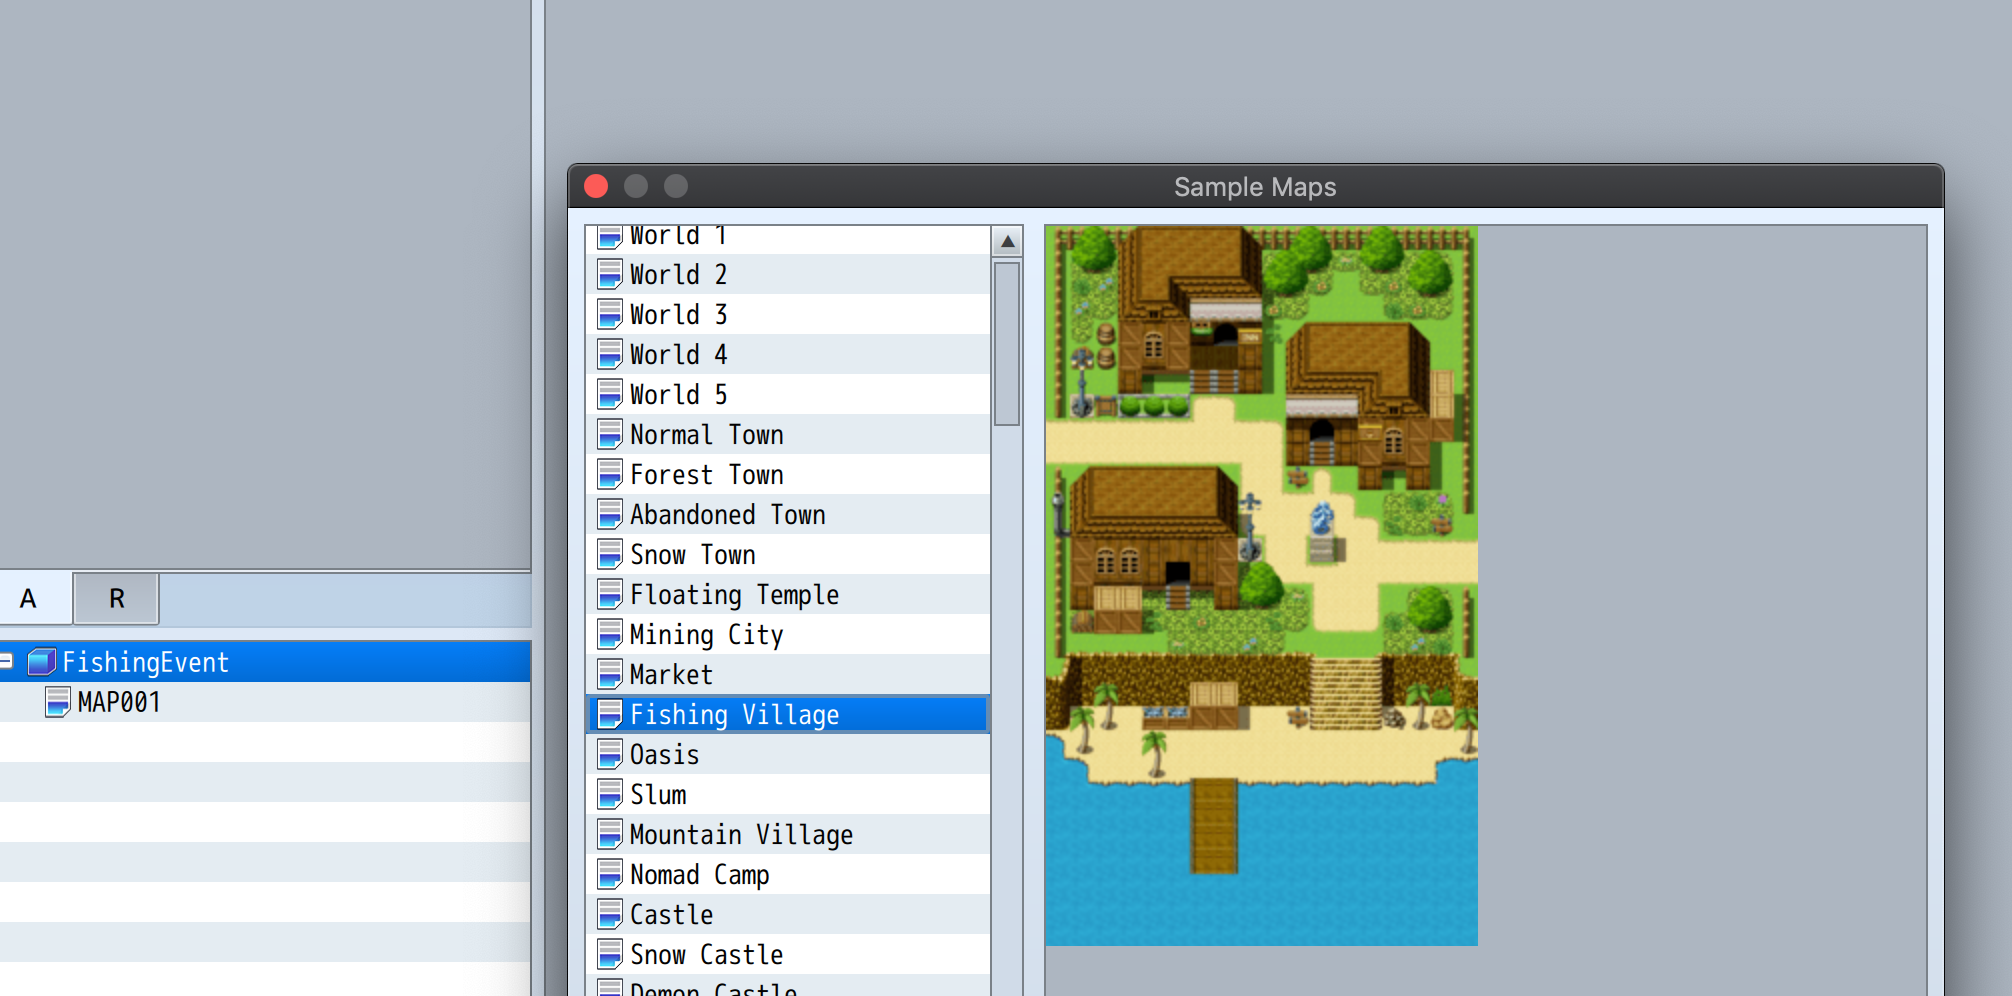 Sample Maps
World 1
World 2
World 3
World 4
World 5
Normal Town
Forest Town
Abandoned Town
Snow Town
Floating Temple
Mining City
Market
Fishing Village
Oasis
Slum
Mountain Village
Nomad Camp
Castle
Snow Castle
Demon Castle
A R
FishingEvent
MAP001